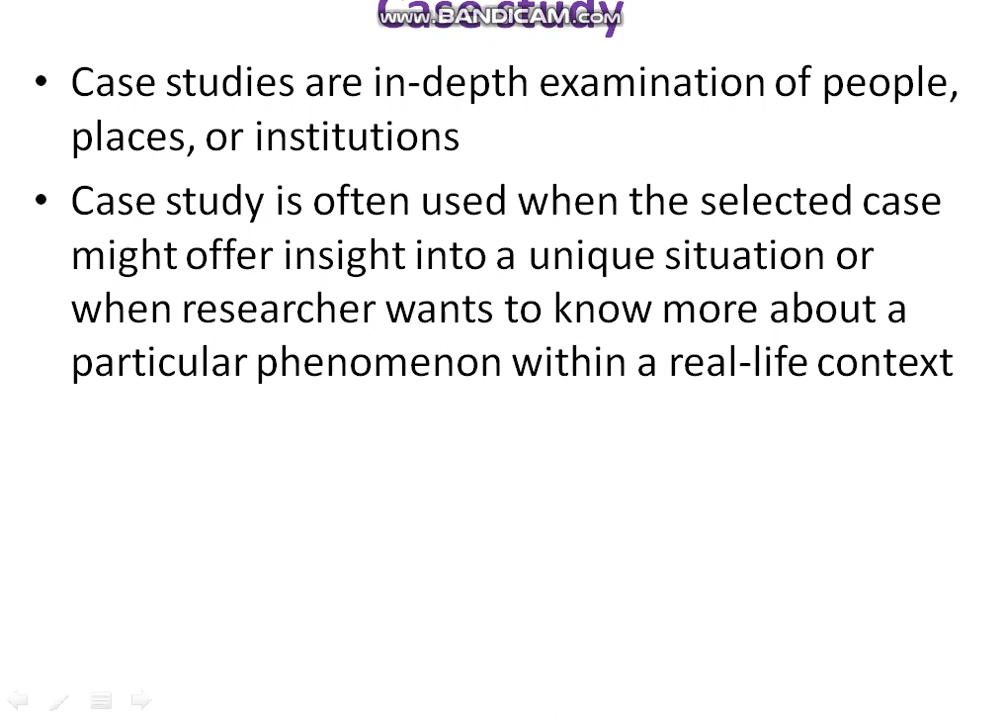 Case study
www.BANDICAM.com
• Case studies are in-depth examination of people,
places, or institutions
• Case study is often used when the selected case
might offer insight into a unique situation or
when researcher wants to know more about a
particular phenomenon within a real-life context